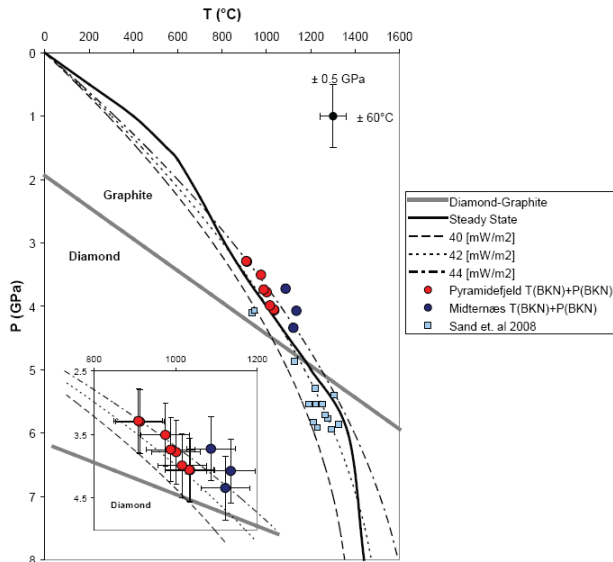 T (°C)
0 200 400 600 800 1000 1200 1400 1600
0
1
2
3
4
5
6
7
8
P (GPa)
± 0.5 GPa
± 60°C
Graphite
Diamond
Diamond-Graphite
Steady State
40 [mW/m2]
42 [mW/m2]
44 [mW/m2]
Pyramidefjeld T(BKN)+P(BKN)
Midternæs T(BKN)+P(BKN)
Sand et. al 2008
800 1000 1200
2.5
3.5
4.5
Diamond